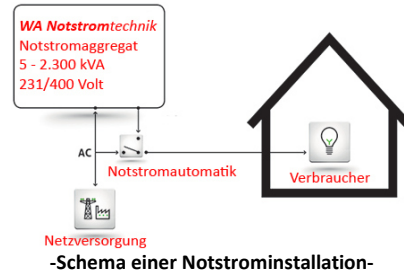 WA Notstromtechnik
Notstromaggregat
5 - 2.300 kVA
231/400 Volt
AC
Notstromautomatik
Verbraucher
Netzversorgung
-Schema einer Notstrominstallation-